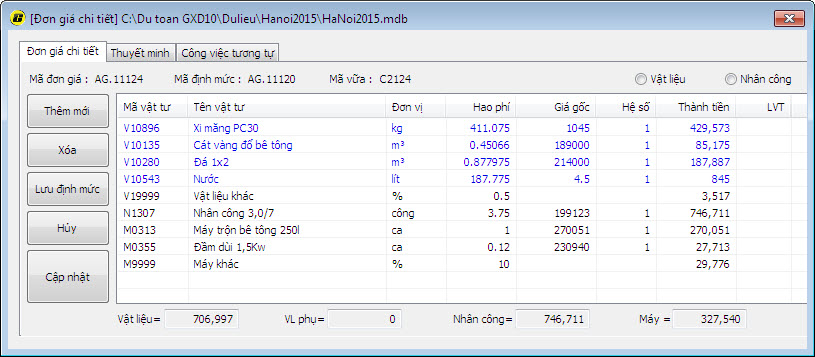 [Đơn giá chi tiết] C:\Du toan GXD10\Dulieu\Hanoi2015\HaNoi2015.mdb
Đơn giá chi tiết Thuyết minh Công việc tương tự
Mã đơn giá : AG.11124 Mã định mức : AG.11120 Mã vữa : C2124 Vật liệu Nhân công
Thêm mới
Xóa
Lưu định mức
Hủy
Cập nhật
Mã vật tư Tên vật tư Đơn vị Hao phí Giá gốc Hệ số Thành tiền LVT
V10896 Xi măng PC30 kg 411.075 1045 1 429,573
V10135 Cát vàng đổ bê tông m³ 0.45066 189000 1 85,175
V10280 Đá 1x2 m³ 0.877975 214000 1 187,887
V10543 Nước lít 187.775 4.5 1 845
V19999 Vật liệu khác % 0.5 3,517
N1307 Nhân công 3,0/7 công 3.75 199123 1 746,711
M0313 Máy trộn bê tông 250l ca 1 270051 1 270,051
M0355 Đầm dùi 1,5Kw ca 0.12 230940 1 27,713
M9999 Máy khác % 10 29,776
Vật liệu= 706,997 VL phụ= 0 Nhân công= 746,711 Máy = 327,540